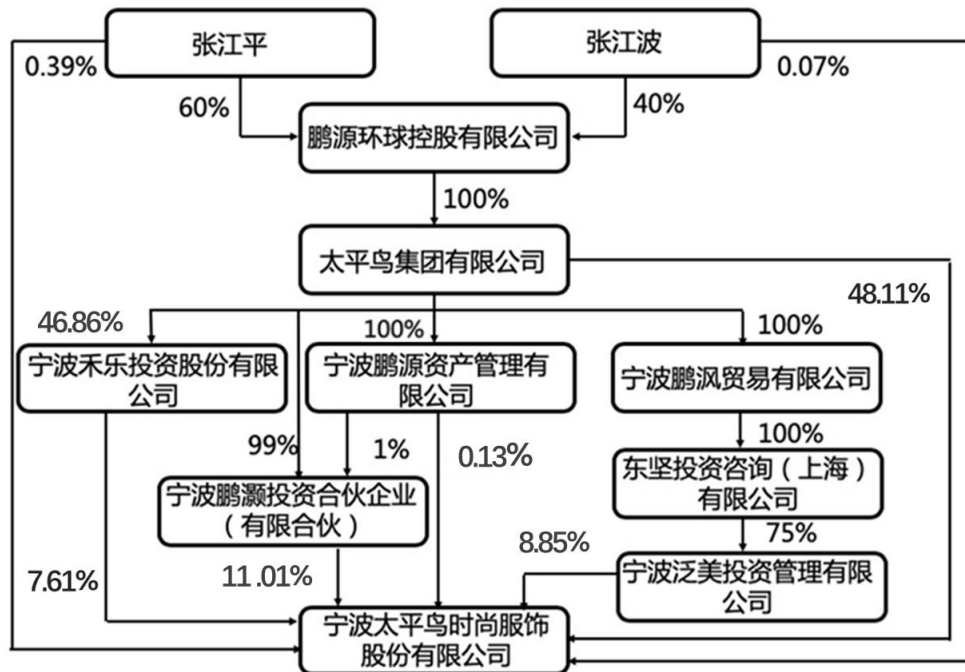 张江平
张江波
0.39%
0.07%
60%
40%
鹏源环球控股有限公司
100%
太平鸟集团有限公司
48.11%
46.86%
100%
100%
宁波禾乐投资股份有限
公司
宁波鹏源资产管理有
限公司
宁波鹏沨贸易有限公司
99%
1%
0.13%
100%
宁波鹏灏投资合伙企业
（有限合伙）
东坚投资咨询（上海）
有限公司
75%
8.85%
7.61%
11.01%
宁波泛美投资管理有限
公司
宁波太平鸟时尚服饰
股份有限公司